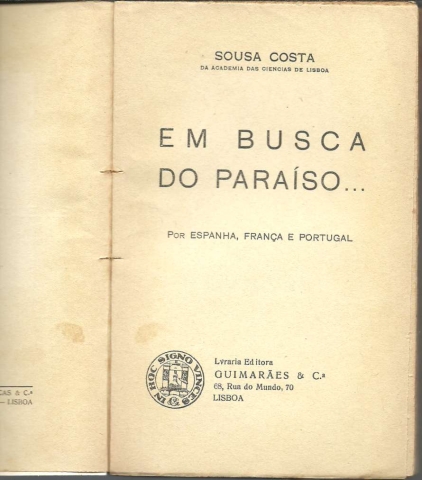 SOUSA COSTA
DA ACADEMIA DAS CIENCIAS DE LISBOA
EM BUSCA
DO PARAÍSO...
POR ESPANHA, FRANÇA E PORTUGAL
IN HOC SIGNO VINCES
Lvraria Editora
GUIMARÃES & C.ª
68, Rua do Mundo, 70
LISBOA
& C.ª
— LISBOA